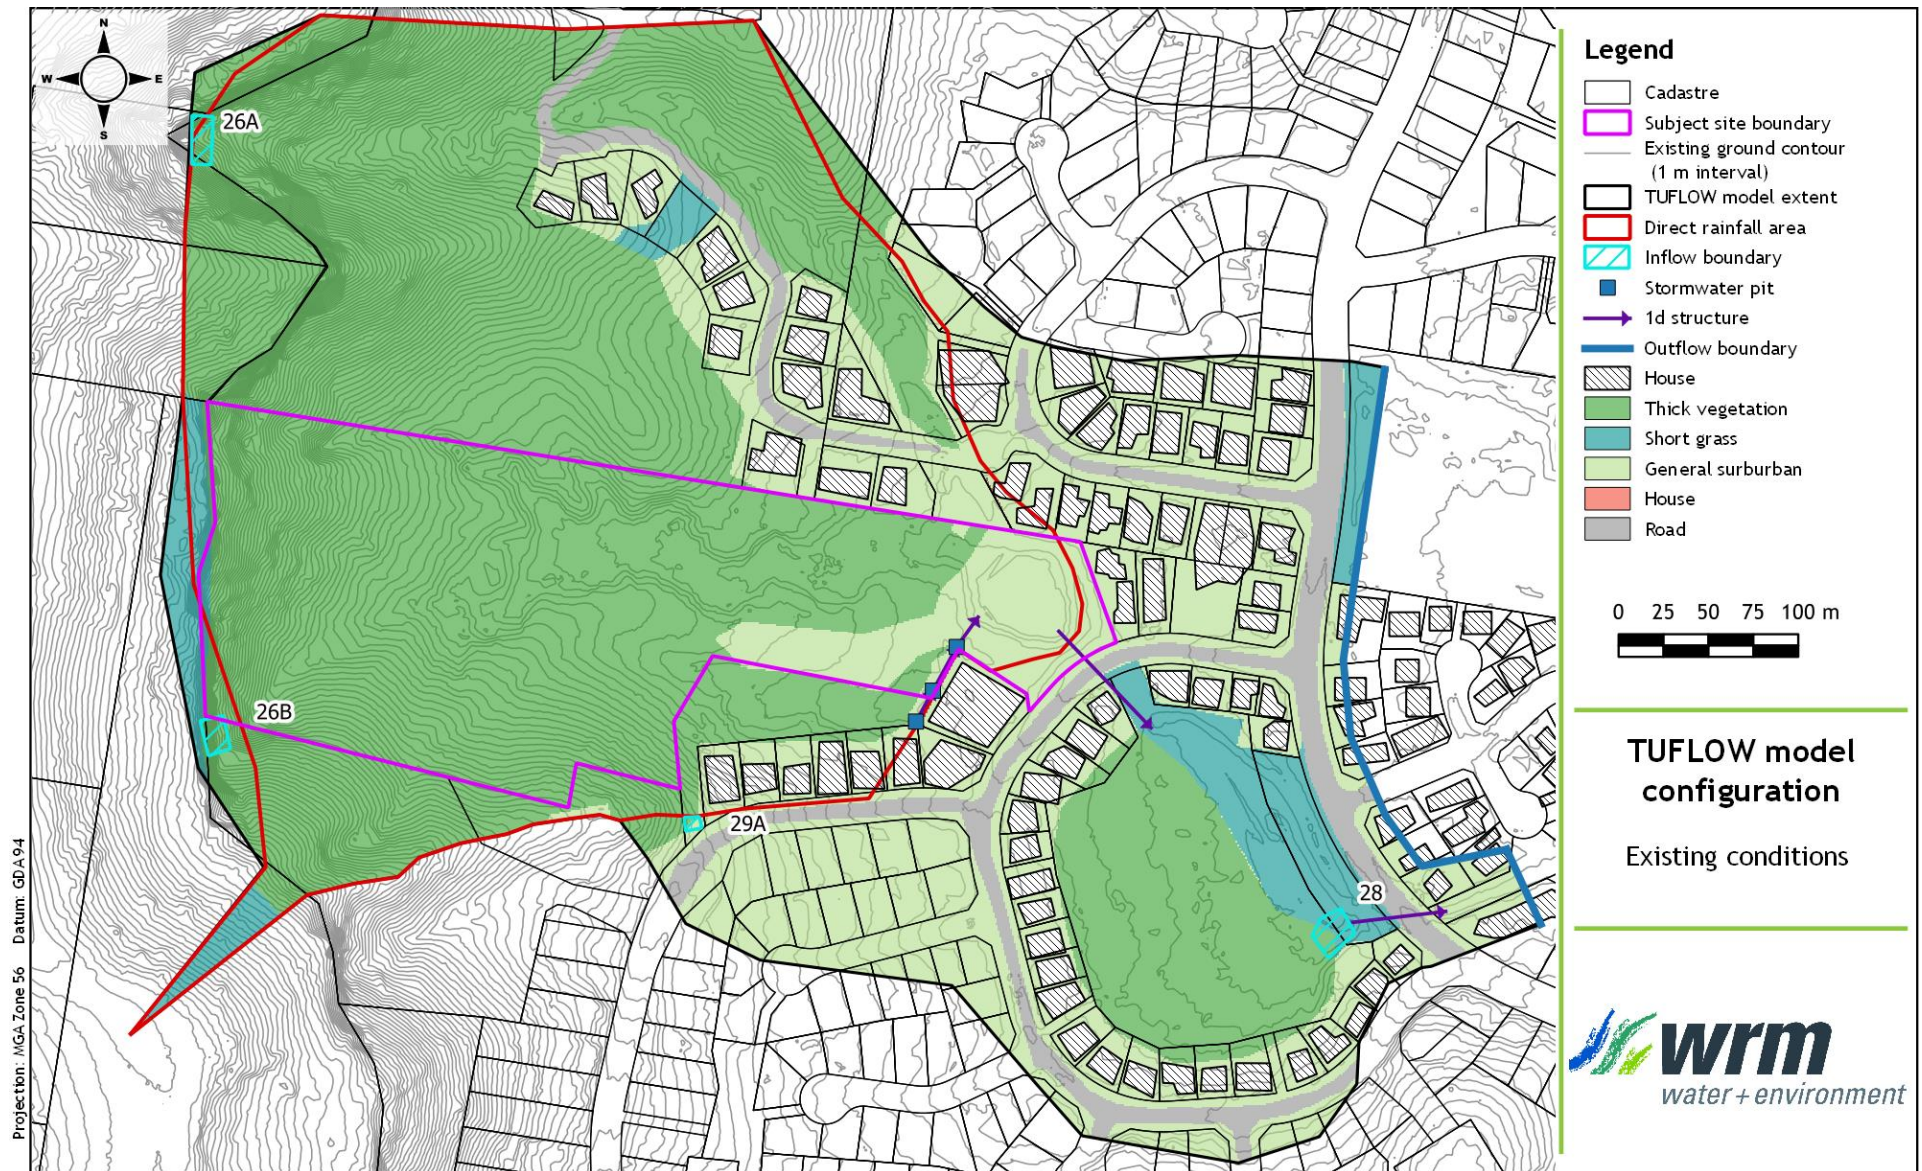 N
W E
S
26A
26B
29A
28
Projection: MGA Zone 56 Datum: GDA94
Legend
Cadastre
Subject site boundary
Existing ground contour
(1 m interval)
TUFLOW model extent
Direct rainfall area
Inflow boundary
Stormwater pit
1d structure
Outflow boundary
House
Thick vegetation
Short grass
General surburban
House
Road
0 25 50 75 100 m
TUFLOW model
configuration
Existing conditions
wrm
water + environment